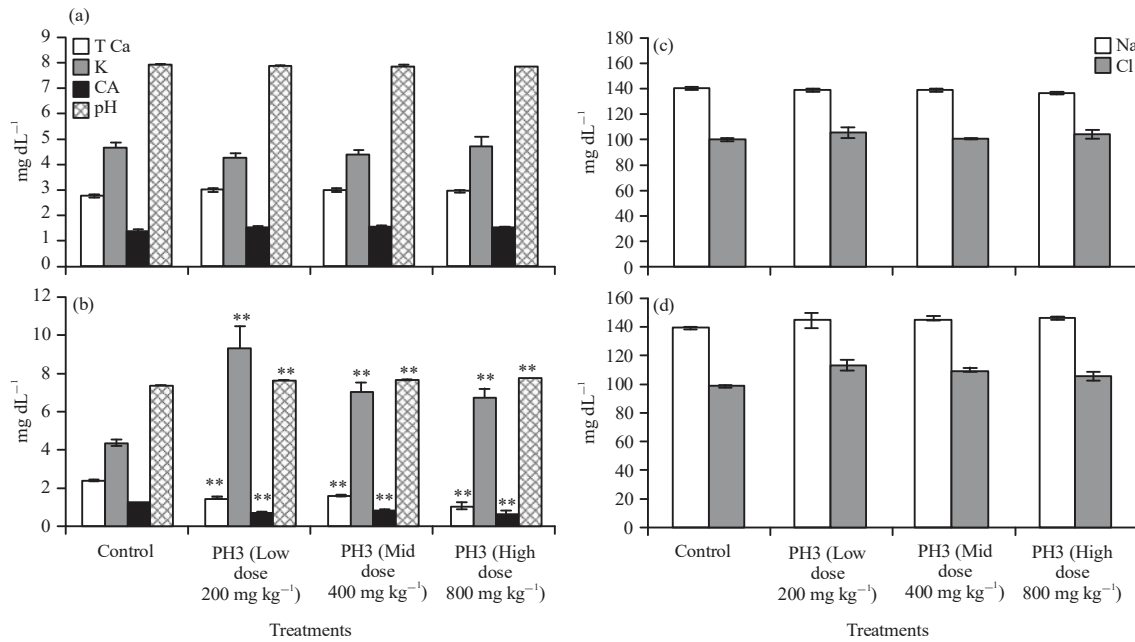 (a)
9
8
7
6
5
4
3
2
1
0
mg dL⁻¹
T Ca
K
CA
pH
(b)
12
10
8
6
4
2
0
mg dL⁻¹
** ** ** ** ** ** ** ** ** ** ** **
Control
PH3 (Low
dose
200 mg kg⁻¹)
PH3 (Mid
dose
400 mg kg⁻¹)
PH3 (High
dose
800 mg kg⁻¹)
Treatments
(c)
180
160
140
120
100
80
60
40
20
0
mg dL⁻¹
Na
Cl
(d)
160
140
120
100
80
60
40
20
0
mg dL⁻¹
Control
PH3 (Low
dose
200 mg kg⁻¹)
PH3 (Mid
dose
400 mg kg⁻¹)
PH3 (High
dose
800 mg kg⁻¹)
Treatments